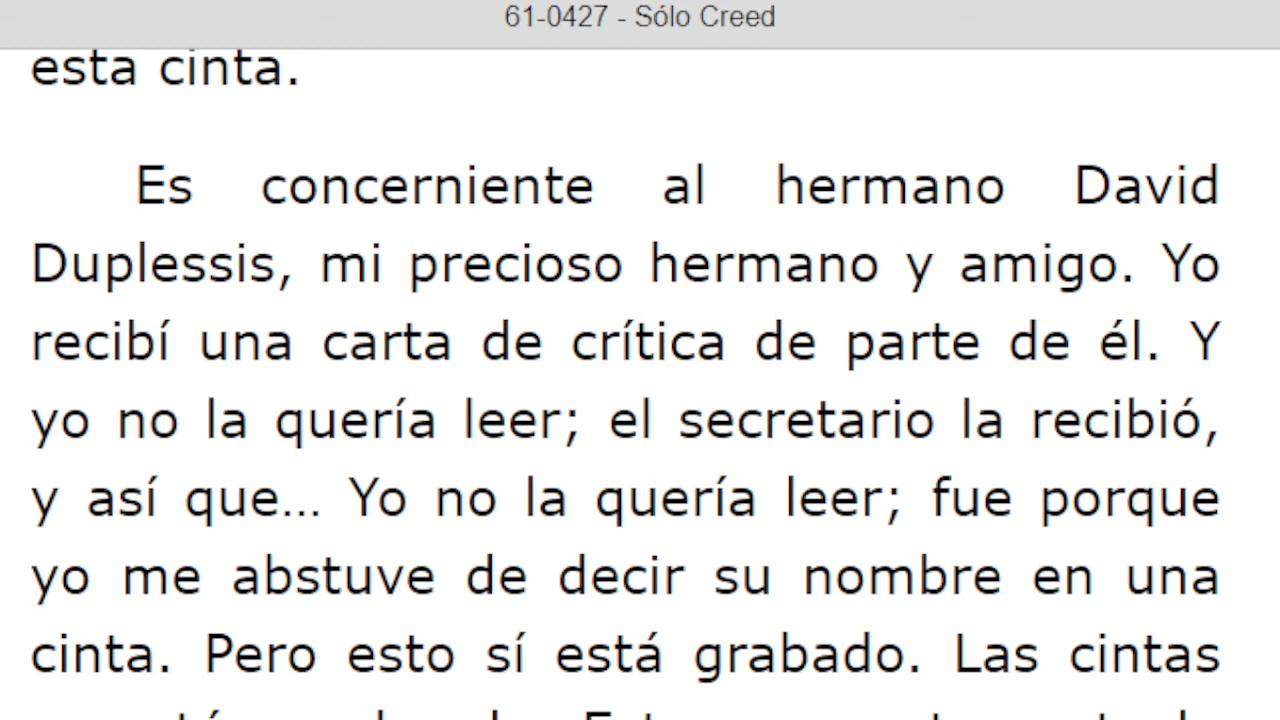 61-0427 - Sólo Creed
esta cinta.
Es concerniente al hermano David
Duplessis, mi precioso hermano y amigo. Yo
recibí una carta de crítica de parte de él. Y
yo no la quería leer; el secretario la recibió,
y así que... Yo no la quería leer; fue porque
yo me abstuve de decir su nombre en una
cinta. Pero esto sí está grabado. Las cintas